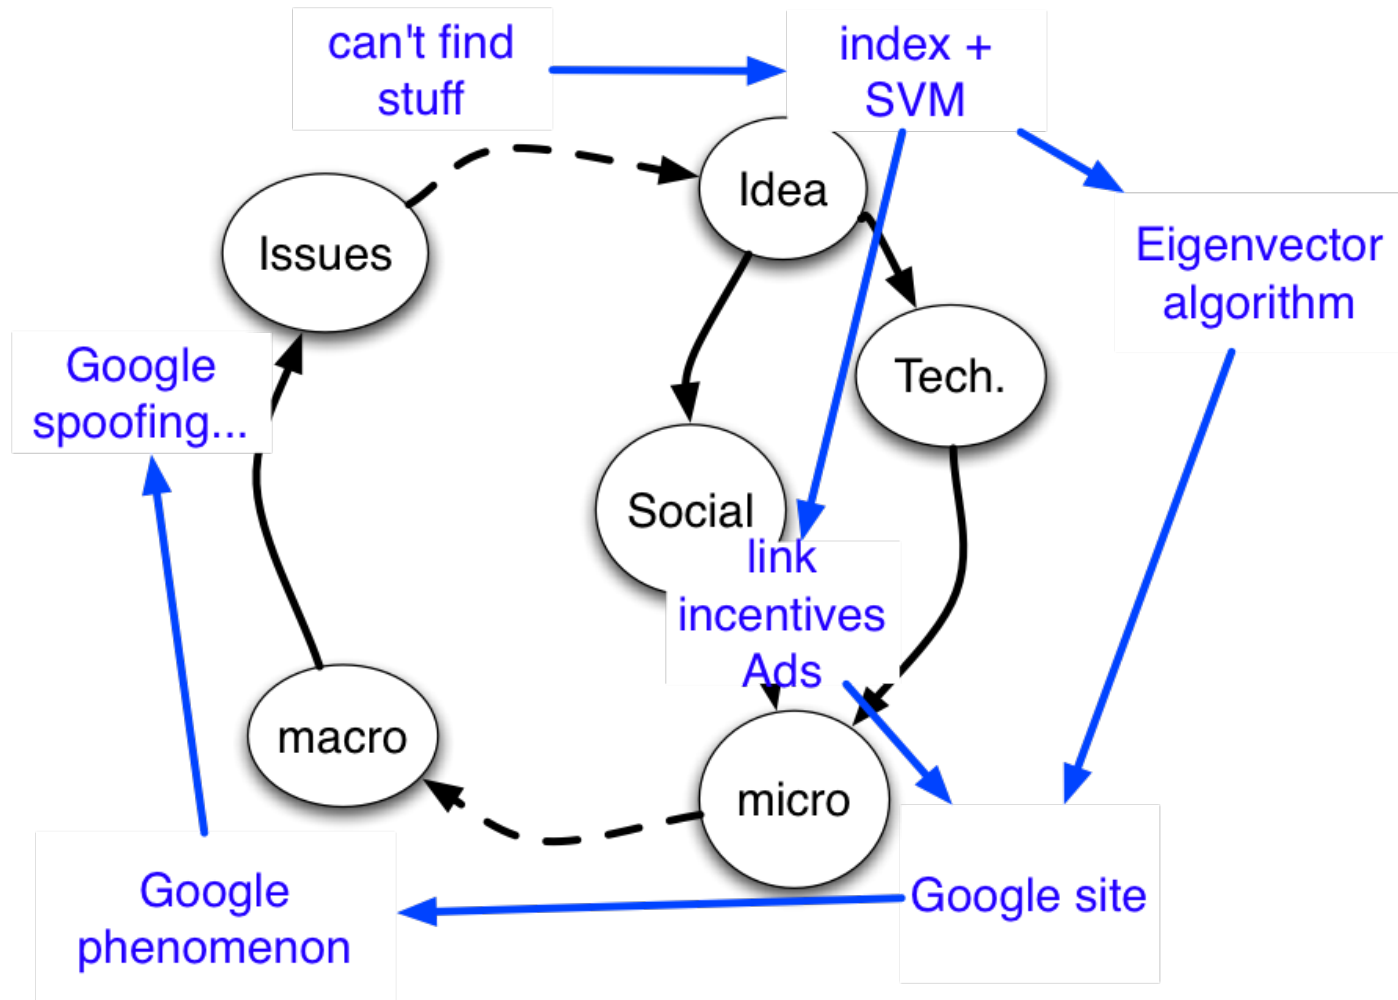 can't find
stuff
index +
SVM
Idea
Issues
Eigenvector
algorithm
Google
spoofing...
Tech.
Social
link
incentives
Ads
macro
micro
Google
phenomenon
Google site